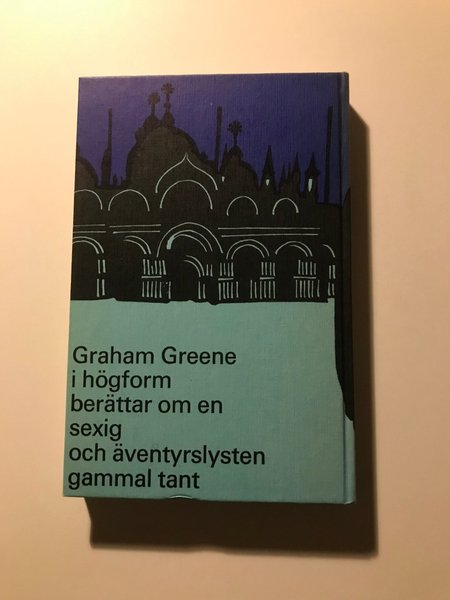 Graham Greene
i högform
berättar om en
sexig
och äventyrslysten
gammal tant